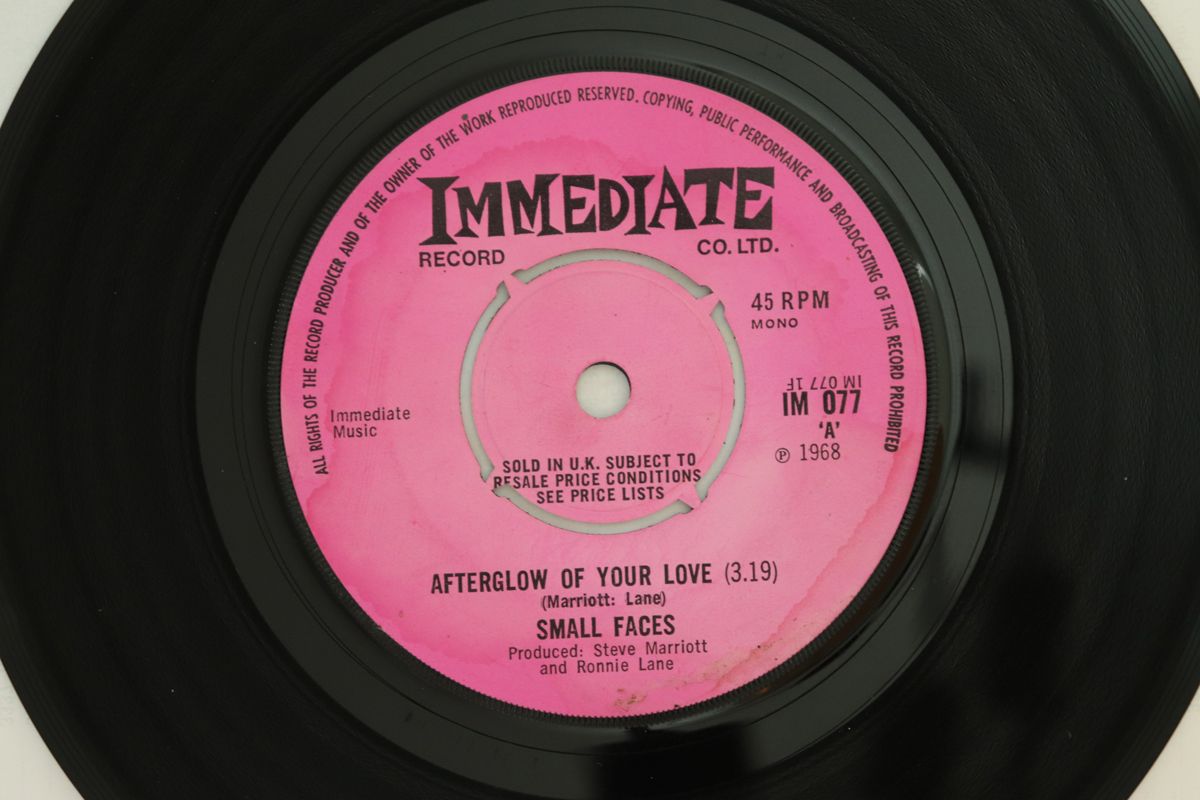 ALL RIGHTS OF THE RECORD PRODUCER AND OF THE OWNER OF THE WORK REPRODUCED RESERVED. COPYING, PUBLIC PERFORMANCE AND BROADCASTING OF THIS RECORD PROHIBITED
IMMEDIATE
RECORD CO. LTD.
45 RPM
MONO
IM 077 1F
IM 077
'A'
℗ 1968
Immediate
Music
SOLD IN U.K. SUBJECT TO
RESALE PRICE CONDITIONS
SEE PRICE LISTS
AFTERGLOW OF YOUR LOVE (3.19)
(Marriott: Lane)
SMALL FACES
Produced: Steve Marriott
and Ronnie Lane